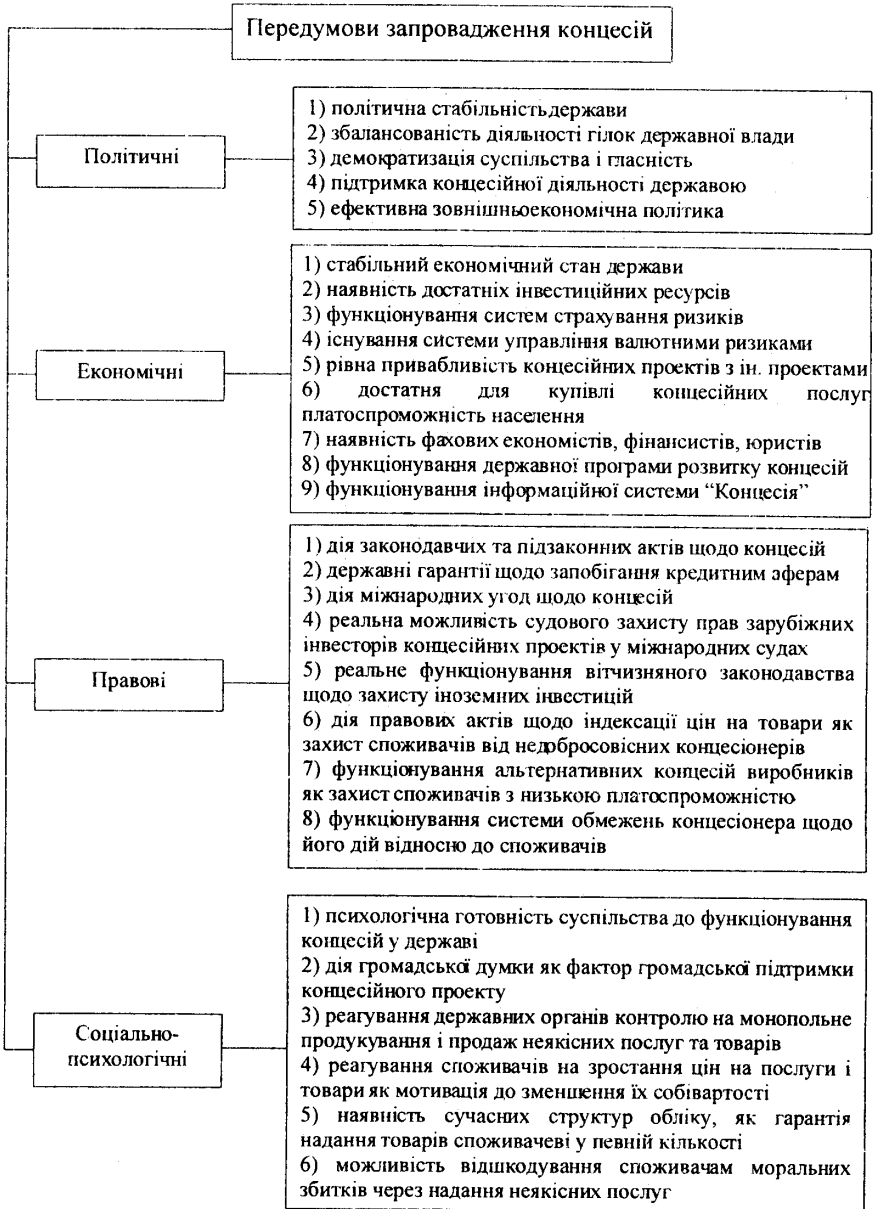 Передумови запровадження концесій
Політичні
1) політична стабільністьдержави
2) збалансованість діяльності гілок державної влади
3) демократизація суспільства і гласність
4) підтримка концесійної діяльності державою
5) ефективна зовнішньоекономічна політика
Економічні
1) стабільний економічний стан держави
2) наявність достатніх інвестиційних ресурсів
3) функціонування систем страхування ризиків
4) існування системи управління валютними ризиками
5) рівна привабливість концесійних проектів з ін. проектами
6) достатня для купівлі концесійних послуг
платоспроможність населення
7) наявність фахових економістів, фінансистів, юристів
8) функціонування державної програми розвитку концесій
9) функціонування інформаційної системи “Концесія”
Правові
1) дія законодавчих та підзаконних актів щодо концесій
2) державні гарантії щодо запобігання кредитним аферам
3) дія міжнародних угод щодо концесій
4) реальна можливість судового захисту прав зарубіжних
інвесторів концесійних проектів у міжнародних судах
5) реальне функціонування вітчизняного законодавства
щодо захисту іноземних інвестицій
6) дія правових актів щодо індексації цін на товари як
захист споживачів від недобросовісних концесіонерів
7) функціонування альтернативних концесій виробників
як захист споживачів з низькою платоспроможністю
8) функціонування системи обмежень концесіонера щодо
його дій відносно до споживачів
Соціально-
психологічні
1) психологічна готовність суспільства до функціонування
концесій у державі
2) дія громадської думки як фактор громадської підтримки
концесійного проекту
3) реагування державних органів контролю на монопольне
продукування і продаж неякісних послуг та товарів
4) реагування споживачів на зростання цін на послуги і
товари як мотивація до зменшення їх собівартості
5) наявність сучасних структур обліку, як гарантія
надання товарів споживачеві у певній кількості
6) можливість відшкодування споживачам моральних
збитків через надання неякісних послуг